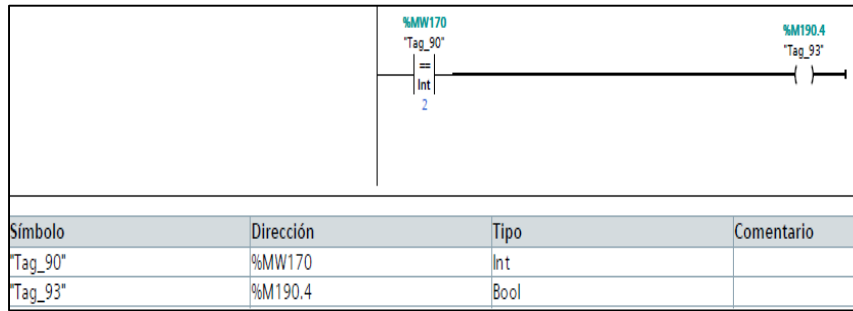 %MW170
"Tag_90"
==
Int
2
%M190.4
"Tag_93"
Símbolo Dirección Tipo Comentario
"Tag_90" %MW170 Int
"Tag_93" %M190.4 Bool